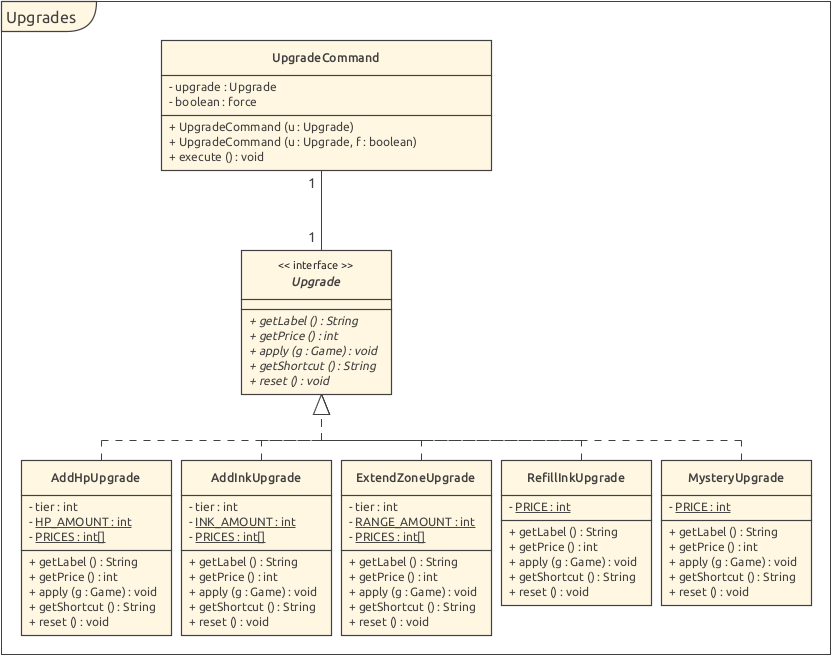 Upgrades
UpgradeCommand
- upgrade : Upgrade
- boolean : force
+ UpgradeCommand (u : Upgrade)
+ UpgradeCommand (u : Upgrade, f : boolean)
+ execute () : void
1
1
<< interface >>
Upgrade
+ getLabel () : String
+ getPrice () : int
+ apply (g : Game) : void
+ getShortcut () : String
+ reset () : void
AddHpUpgrade
- tier : int
- HP_AMOUNT : int
- PRICES : int[]
+ getLabel () : String
+ getPrice () : int
+ apply (g : Game) : void
+ getShortcut () : String
+ reset () : void
AddInkUpgrade
- tier : int
- INK_AMOUNT : int
- PRICES : int[]
+ getLabel () : String
+ getPrice () : int
+ apply (g : Game) : void
+ getShortcut () : String
+ reset () : void
ExtendZoneUpgrade
- tier : int
- RANGE_AMOUNT : int
- PRICES : int[]
+ getLabel () : String
+ getPrice () : int
+ apply (g : Game) : void
+ getShortcut () : String
+ reset () : void
RefillInkUpgrade
- PRICE : int
+ getLabel () : String
+ getPrice () : int
+ apply (g : Game) : void
+ getShortcut () : String
+ reset () : void
MysteryUpgrade
- PRICE : int
+ getLabel () : String
+ getPrice () : int
+ apply (g : Game) : void
+ getShortcut () : String
+ reset () : void